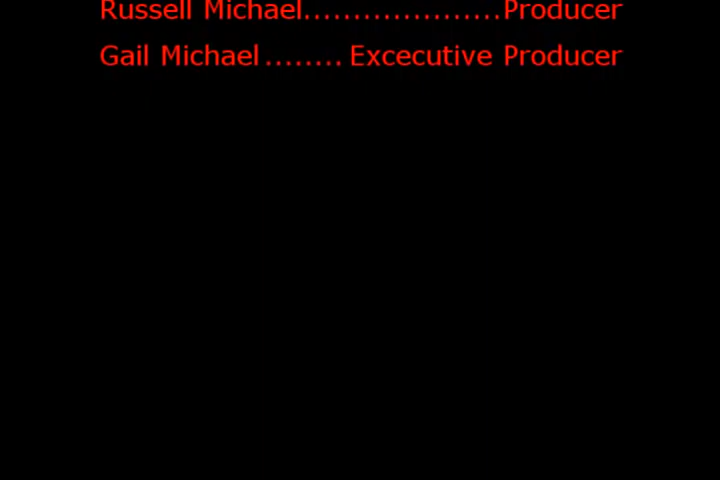 Russell Michael....................Producer
Gail Michael ........ Excecutive Producer